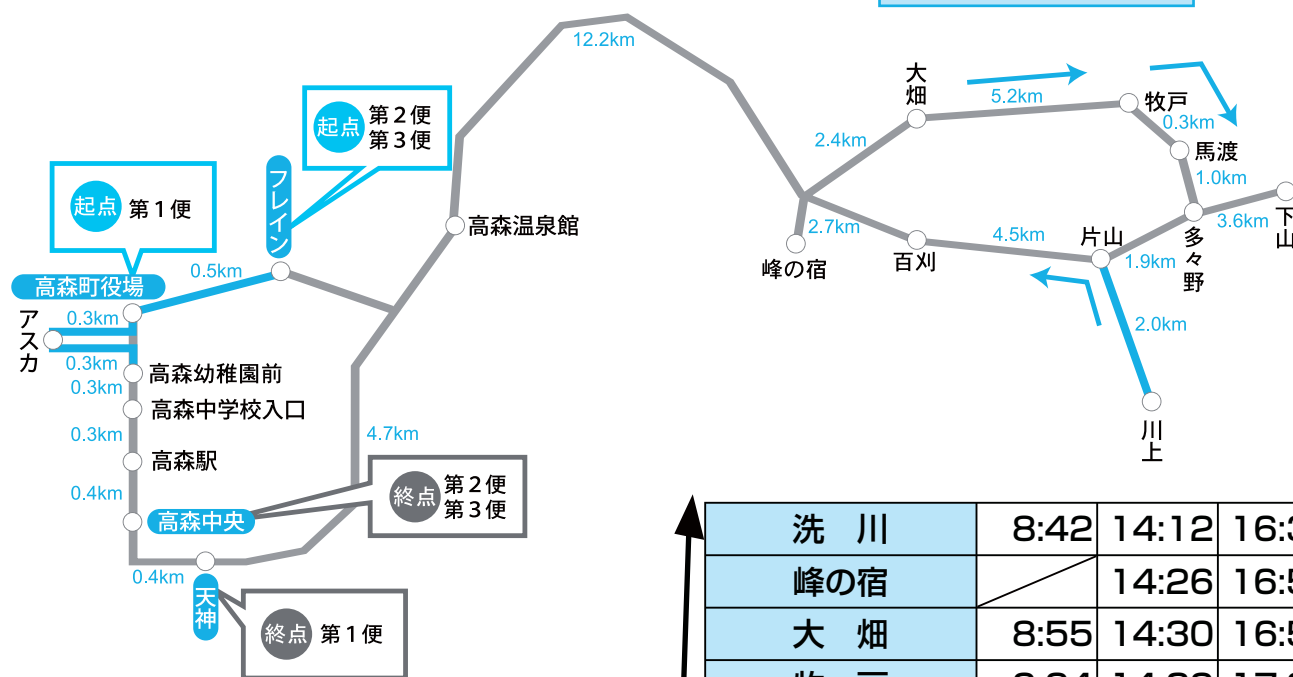 12.2km
大畑
5.2km
牧戸
0.3km
起点 第2便
第3便
2.4km
馬渡
1.0km
起点 第1便
フレイン
高森温泉館
2.7km
峰の宿
百刈
4.5km
片山
1.9km
多々野
3.6km
下山
0.5km
高森町役場
0.3km
アスカ
2.0km
0.3km
高森幼稚園前
0.3km
高森中学校入口
0.3km
4.7km
川上
高森駅
終点 第2便
第3便
0.4km
高森中央
0.4km
天神
終点 第1便
洗川 8:42 14:12
峰の宿 14:26
大畑 8:55 14:30